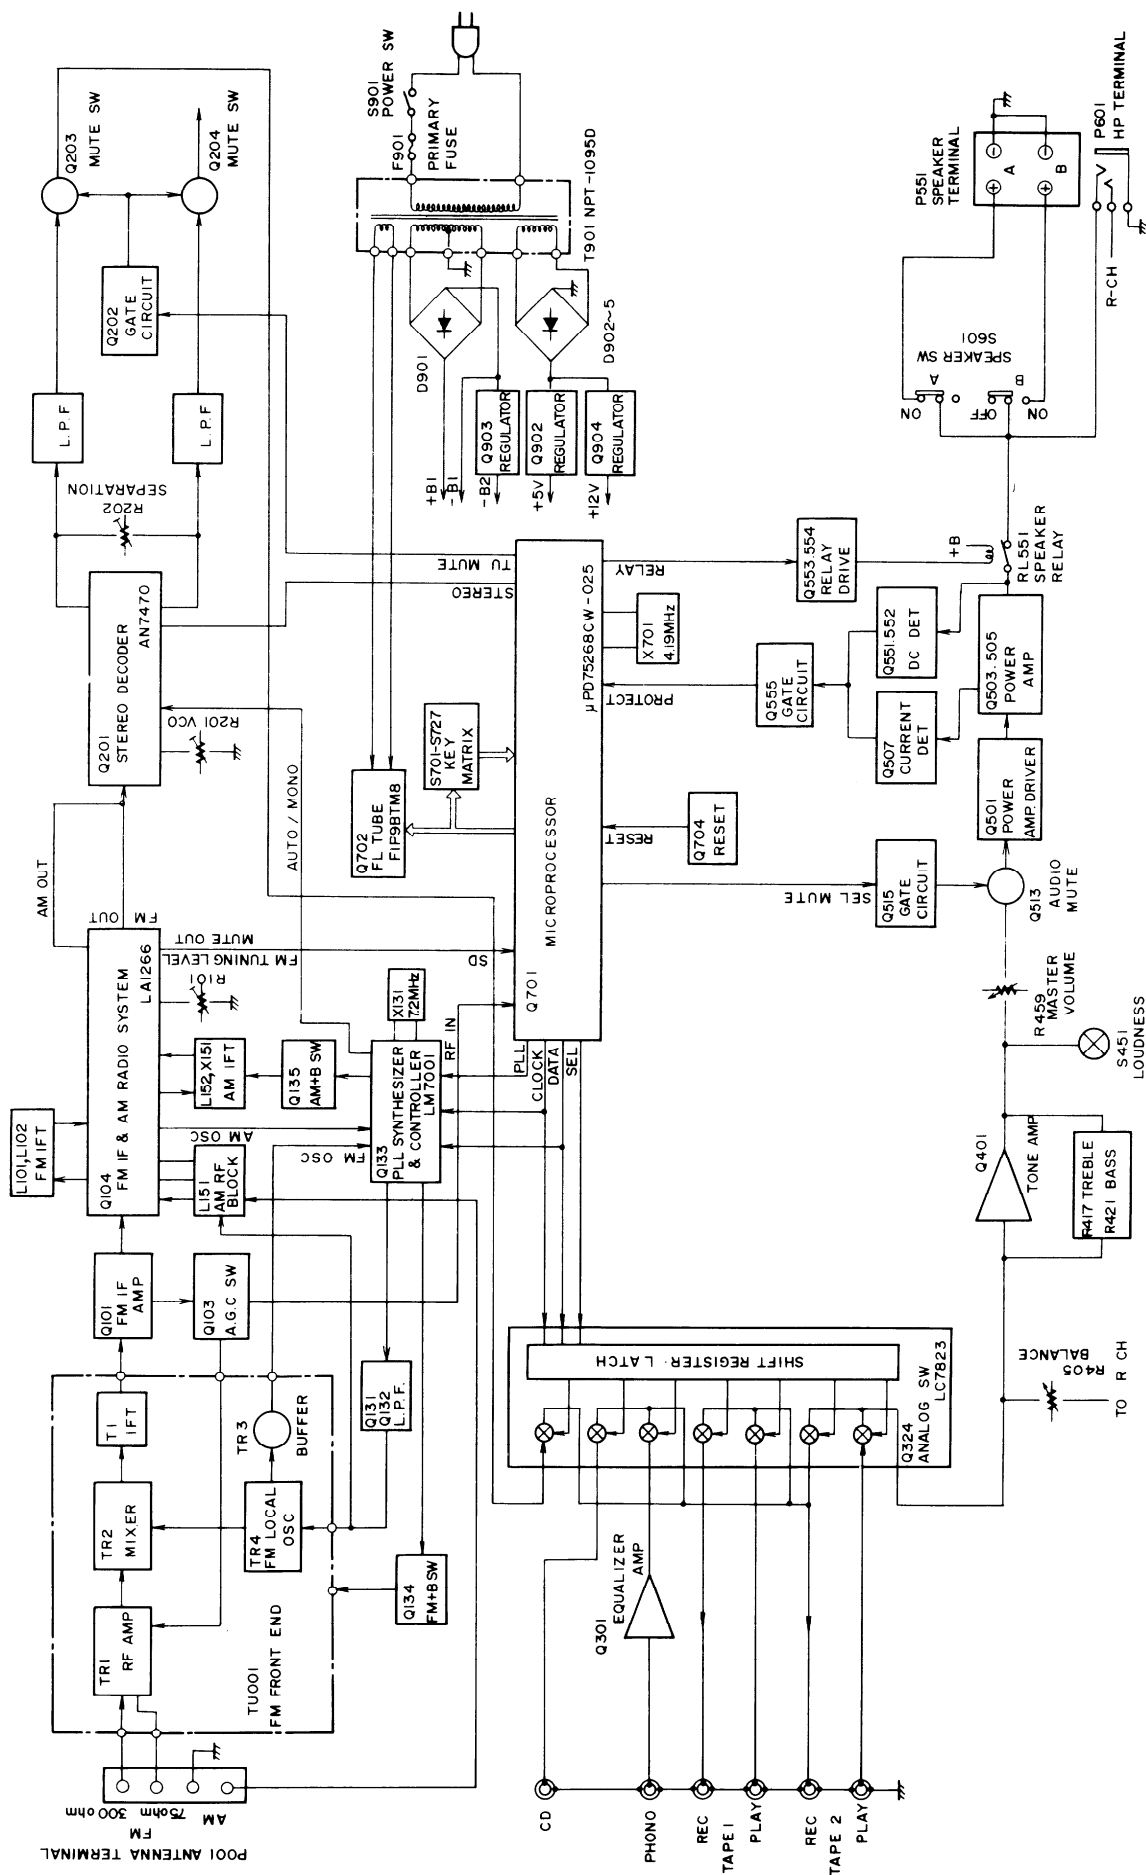 P001 ANTENNA TERMINAL
FM
300 ohm
75ohm
AM
TU001
FM FRONT END
TR1
RF AMP
TR2
MIXER
T1
IFT
TR4
FM LOCAL
OSC
TR3
BUFFER
Q101
FM IF
AMP
Q103
A.G.C SW
L101,L102
FM IFT
Q104
FM IF & AM RADIO SYSTEM
LA1266
L151
AM RF
BLOCK
L152,X151
AM IFT
AM OSC
FM OSC
Q135
AM+B SW
R101
FM TUNING LEVEL
MUTE OUT
SD
AM OUT
FM OUT
AUTO / MONO
Q133
PLL SYNTHESIZER
& CONTROLLER
LM7001
X131
7.2MHz
RF IN
Q131
Q132
L.P.F.
Q134
FM+BSW
Q201
STEREO DECODER
AN7470
R201 VCO
R202
SEPARATION
L.P.F
L.P.F
Q202
GATE
CIRCUIT
Q203
MUTE SW
Q204
MUTE SW
S901
POWER SW
F901
PRIMARY
FUSE
T901 NPT-1095D
D901
D902~5
+B1
-B1
-B2
Q903
REGULATOR
+5V
Q902
REGULATOR
+12V
Q904
REGULATOR
Q702
FL TUBE
FIP9BTM8
S701-S727
KEY
MATRIX
STEREO
TU MUTE
Q701
MICROPROCESSOR
μPD75268CW-025
PLL
CLOCK
DATA
SEL
SEL MUTE
RESET
Q704
RESET
PROTECT
RELAY
X701
4.19MHz
Q553.554
RELAY
DRIVE
+B
RL551
SPEAKER
RELAY
Q555
GATE
CIRCUIT
Q551.552
DC DET
Q507
CURRENT
DET
Q503.505
POWER
AMP
Q501
POWER
AMP.DRIVER
Q515
GATE
CIRCUIT
Q513
AUDIO
MUTE
R459
MASTER
VOLUME
S451
LOUDNESS
Q401
TONE AMP
R417 TREBLE
R421 BASS
R405
BALANCE
TO R CH
SHIFT REGISTER·LATCH
Q324
ANALOG SW
LC7823
Q301
EQUALIZER
AMP
CD
PHONO
REC
TAPE 1
PLAY
REC
TAPE 2
PLAY
SPEAKER SW
S601
ON
A
OFF
B
ON
P551
SPEAKER
TERMINAL
A
B
P601
HP TERMINAL
R-CH